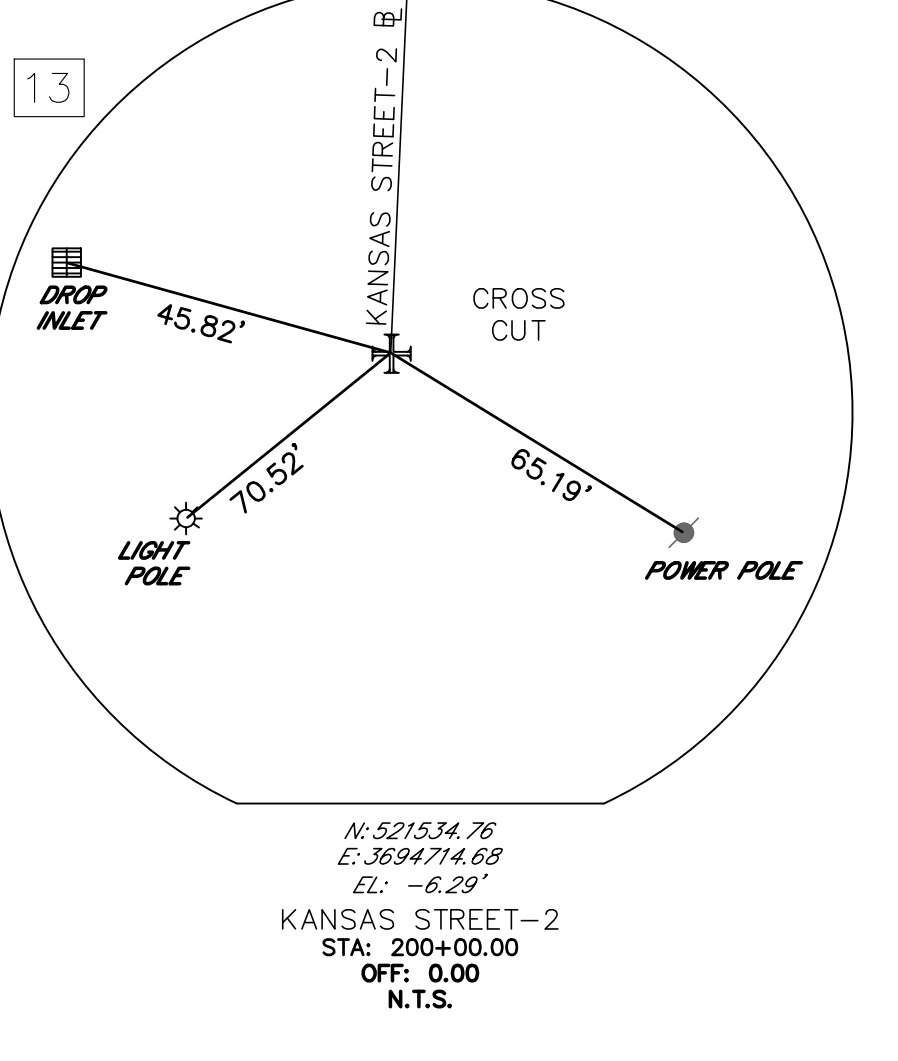 KANSAS STREET-2 BL
13
CROSS
CUT
DROP
INLET
45.82'
70.52'
65.19'
LIGHT
POLE
POWER POLE
N:521534.76
E:3694714.68
EL: -6.29'
KANSAS STREET-2
STA: 200+00.00
OFF: 0.00
N.T.S.